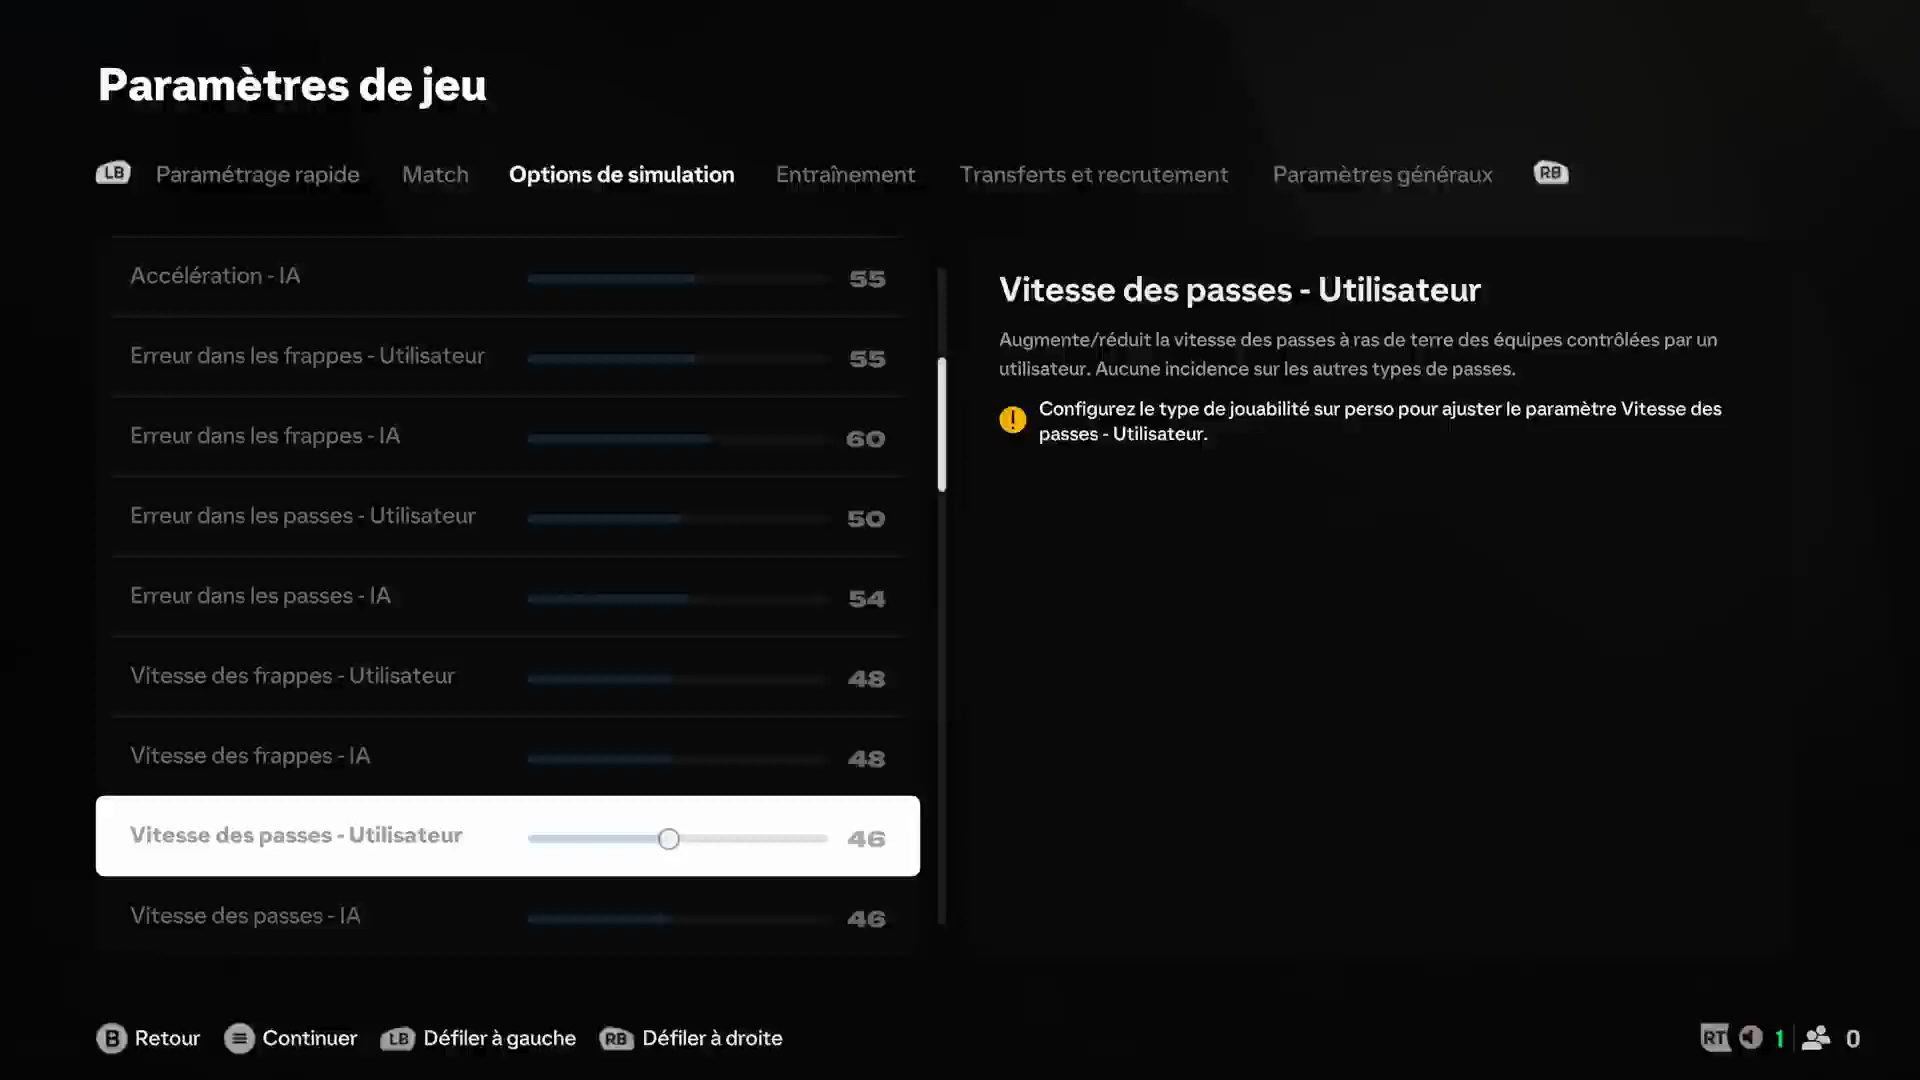 Paramètres de jeu
LB Paramétrage rapide Match Options de simulation Entraînement Transferts et recrutement Paramètres généraux RB
Accélération - IA 55
Erreur dans les frappes - Utilisateur 55
Erreur dans les frappes - IA 60
Erreur dans les passes - Utilisateur 50
Erreur dans les passes - IA 54
Vitesse des frappes - Utilisateur 48
Vitesse des frappes - IA 48
Vitesse des passes - Utilisateur 46
Vitesse des passes - IA 46
Vitesse des passes - Utilisateur
Augmente/réduit la vitesse des passes à ras de terre des équipes contrôlées par un
utilisateur. Aucune incidence sur les autres types de passes.
Configurez le type de jouabilité sur perso pour ajuster le paramètre Vitesse des
passes - Utilisateur.
B Retour Continuer LB Défiler à gauche RB Défiler à droite
RT 1 0